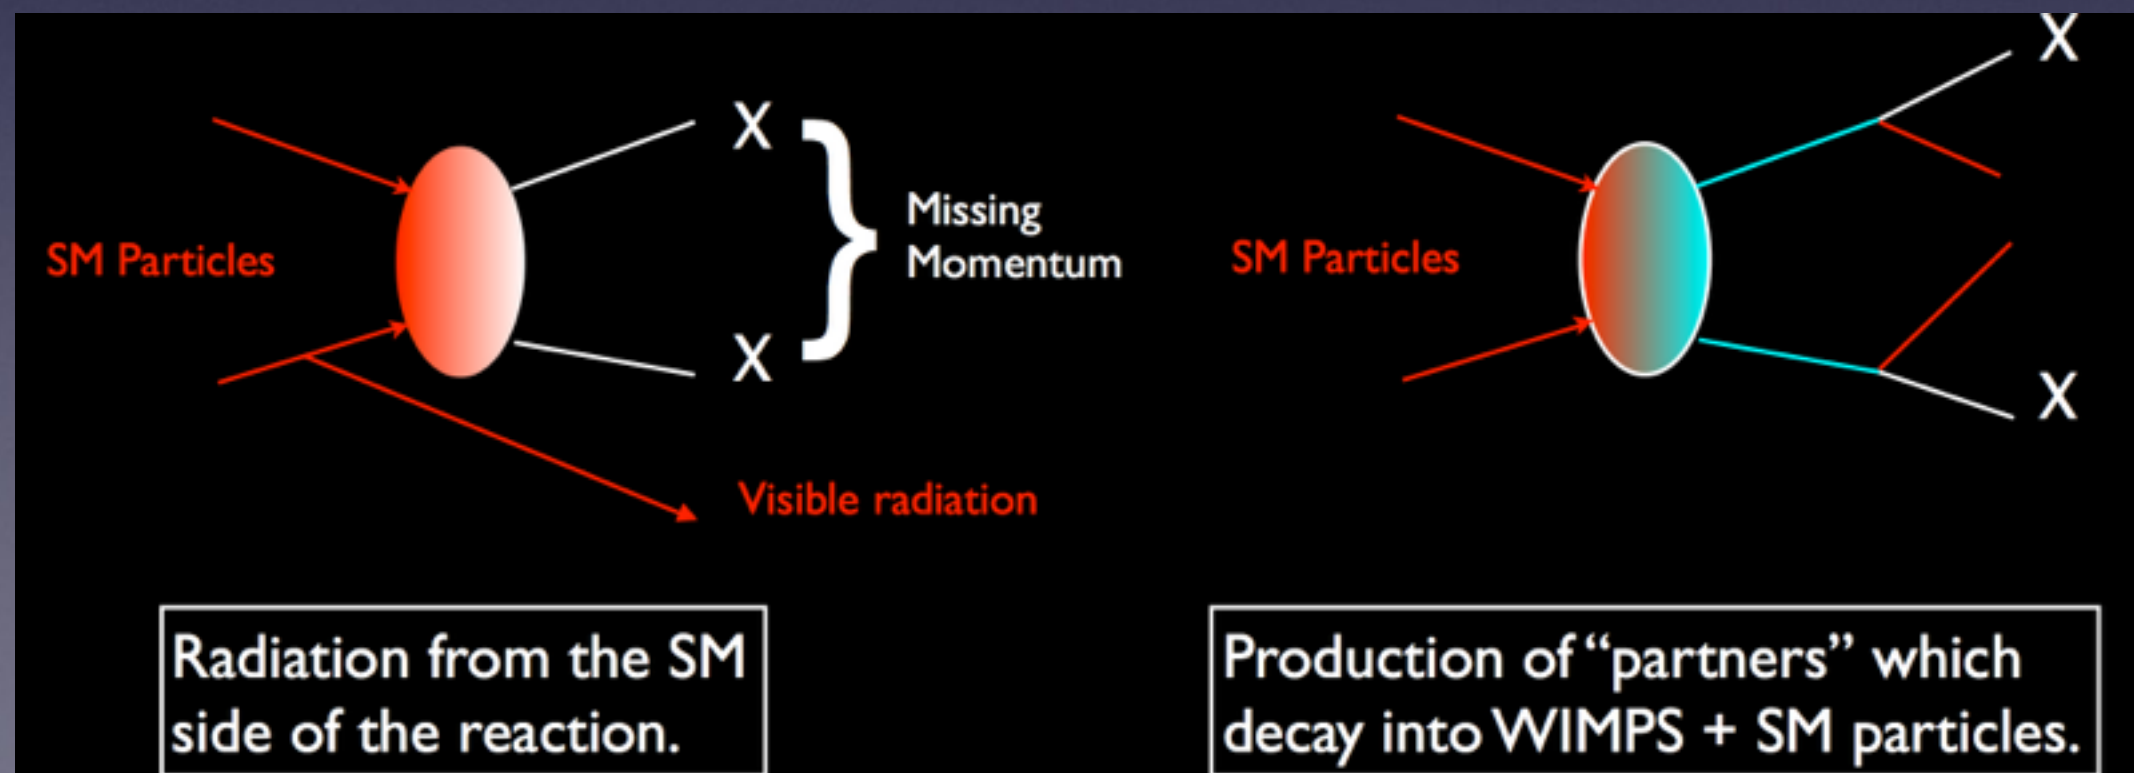 X
SM Particles
X
Missing
Momentum
X
Visible radiation
Radiation from the SM
side of the reaction.
SM Particles
X
Production of “partners” which
decay into WIMPS + SM particles.